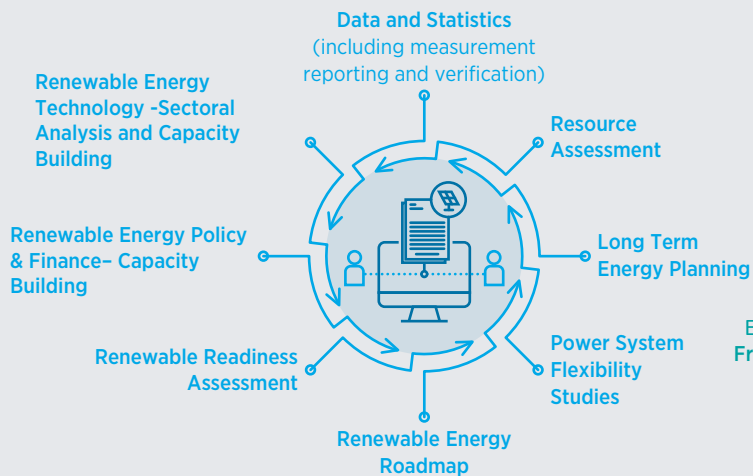 Data and Statistics
(including measurement
reporting and verification)
Renewable Energy
Technology -Sectoral
Analysis and Capacity
Building
Resource
Assessment
Renewable Energy Policy
& Finance– Capacity
Building
Long Term
Energy Planning
Renewable Readiness
Assessment
Power System
Flexibility
Studies
Renewable Energy
Roadmap